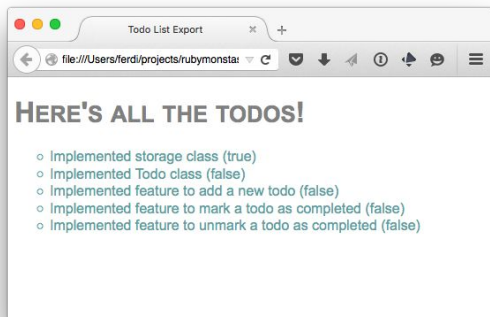 Todo List Export
file:///Users/ferdi/projects/rubymonstas
HERE'S ALL THE TODOS!
Implemented storage class (true)
Implemented Todo class (false)
Implemented feature to add a new todo (false)
Implemented feature to mark a todo as completed (false)
Implemented feature to unmark a todo as completed (false)